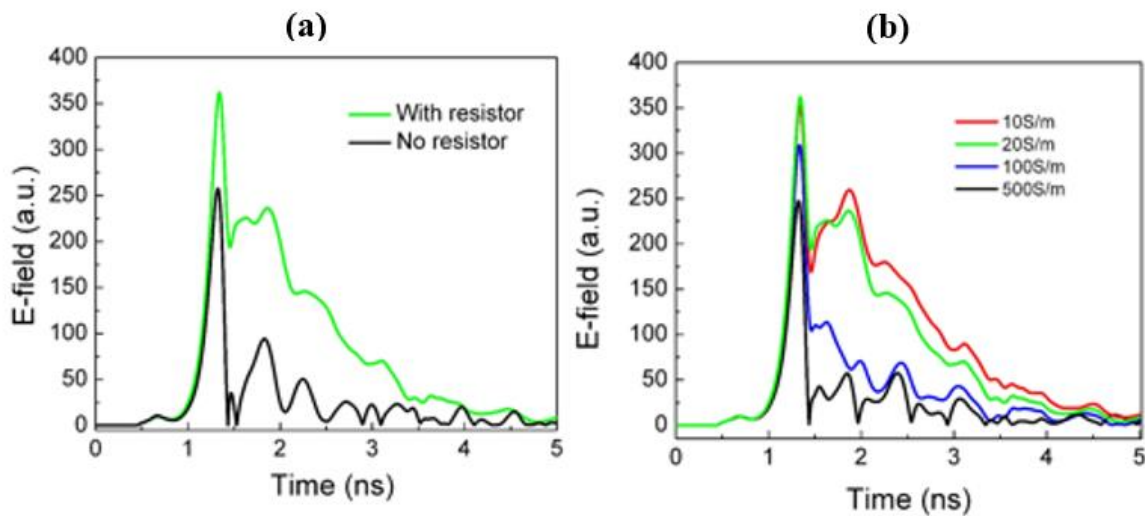 (a)
400
350
300
250
200
150
100
50
0
E-field (a.u.)
With resistor
No resistor
0 1 2 3 4 5
Time (ns)
(b)
400
350
300
250
200
150
100
50
0
E-field (a.u.)
10S/m
20S/m
100S/m
500S/m
0 1 2 3 4 5
Time (ns)